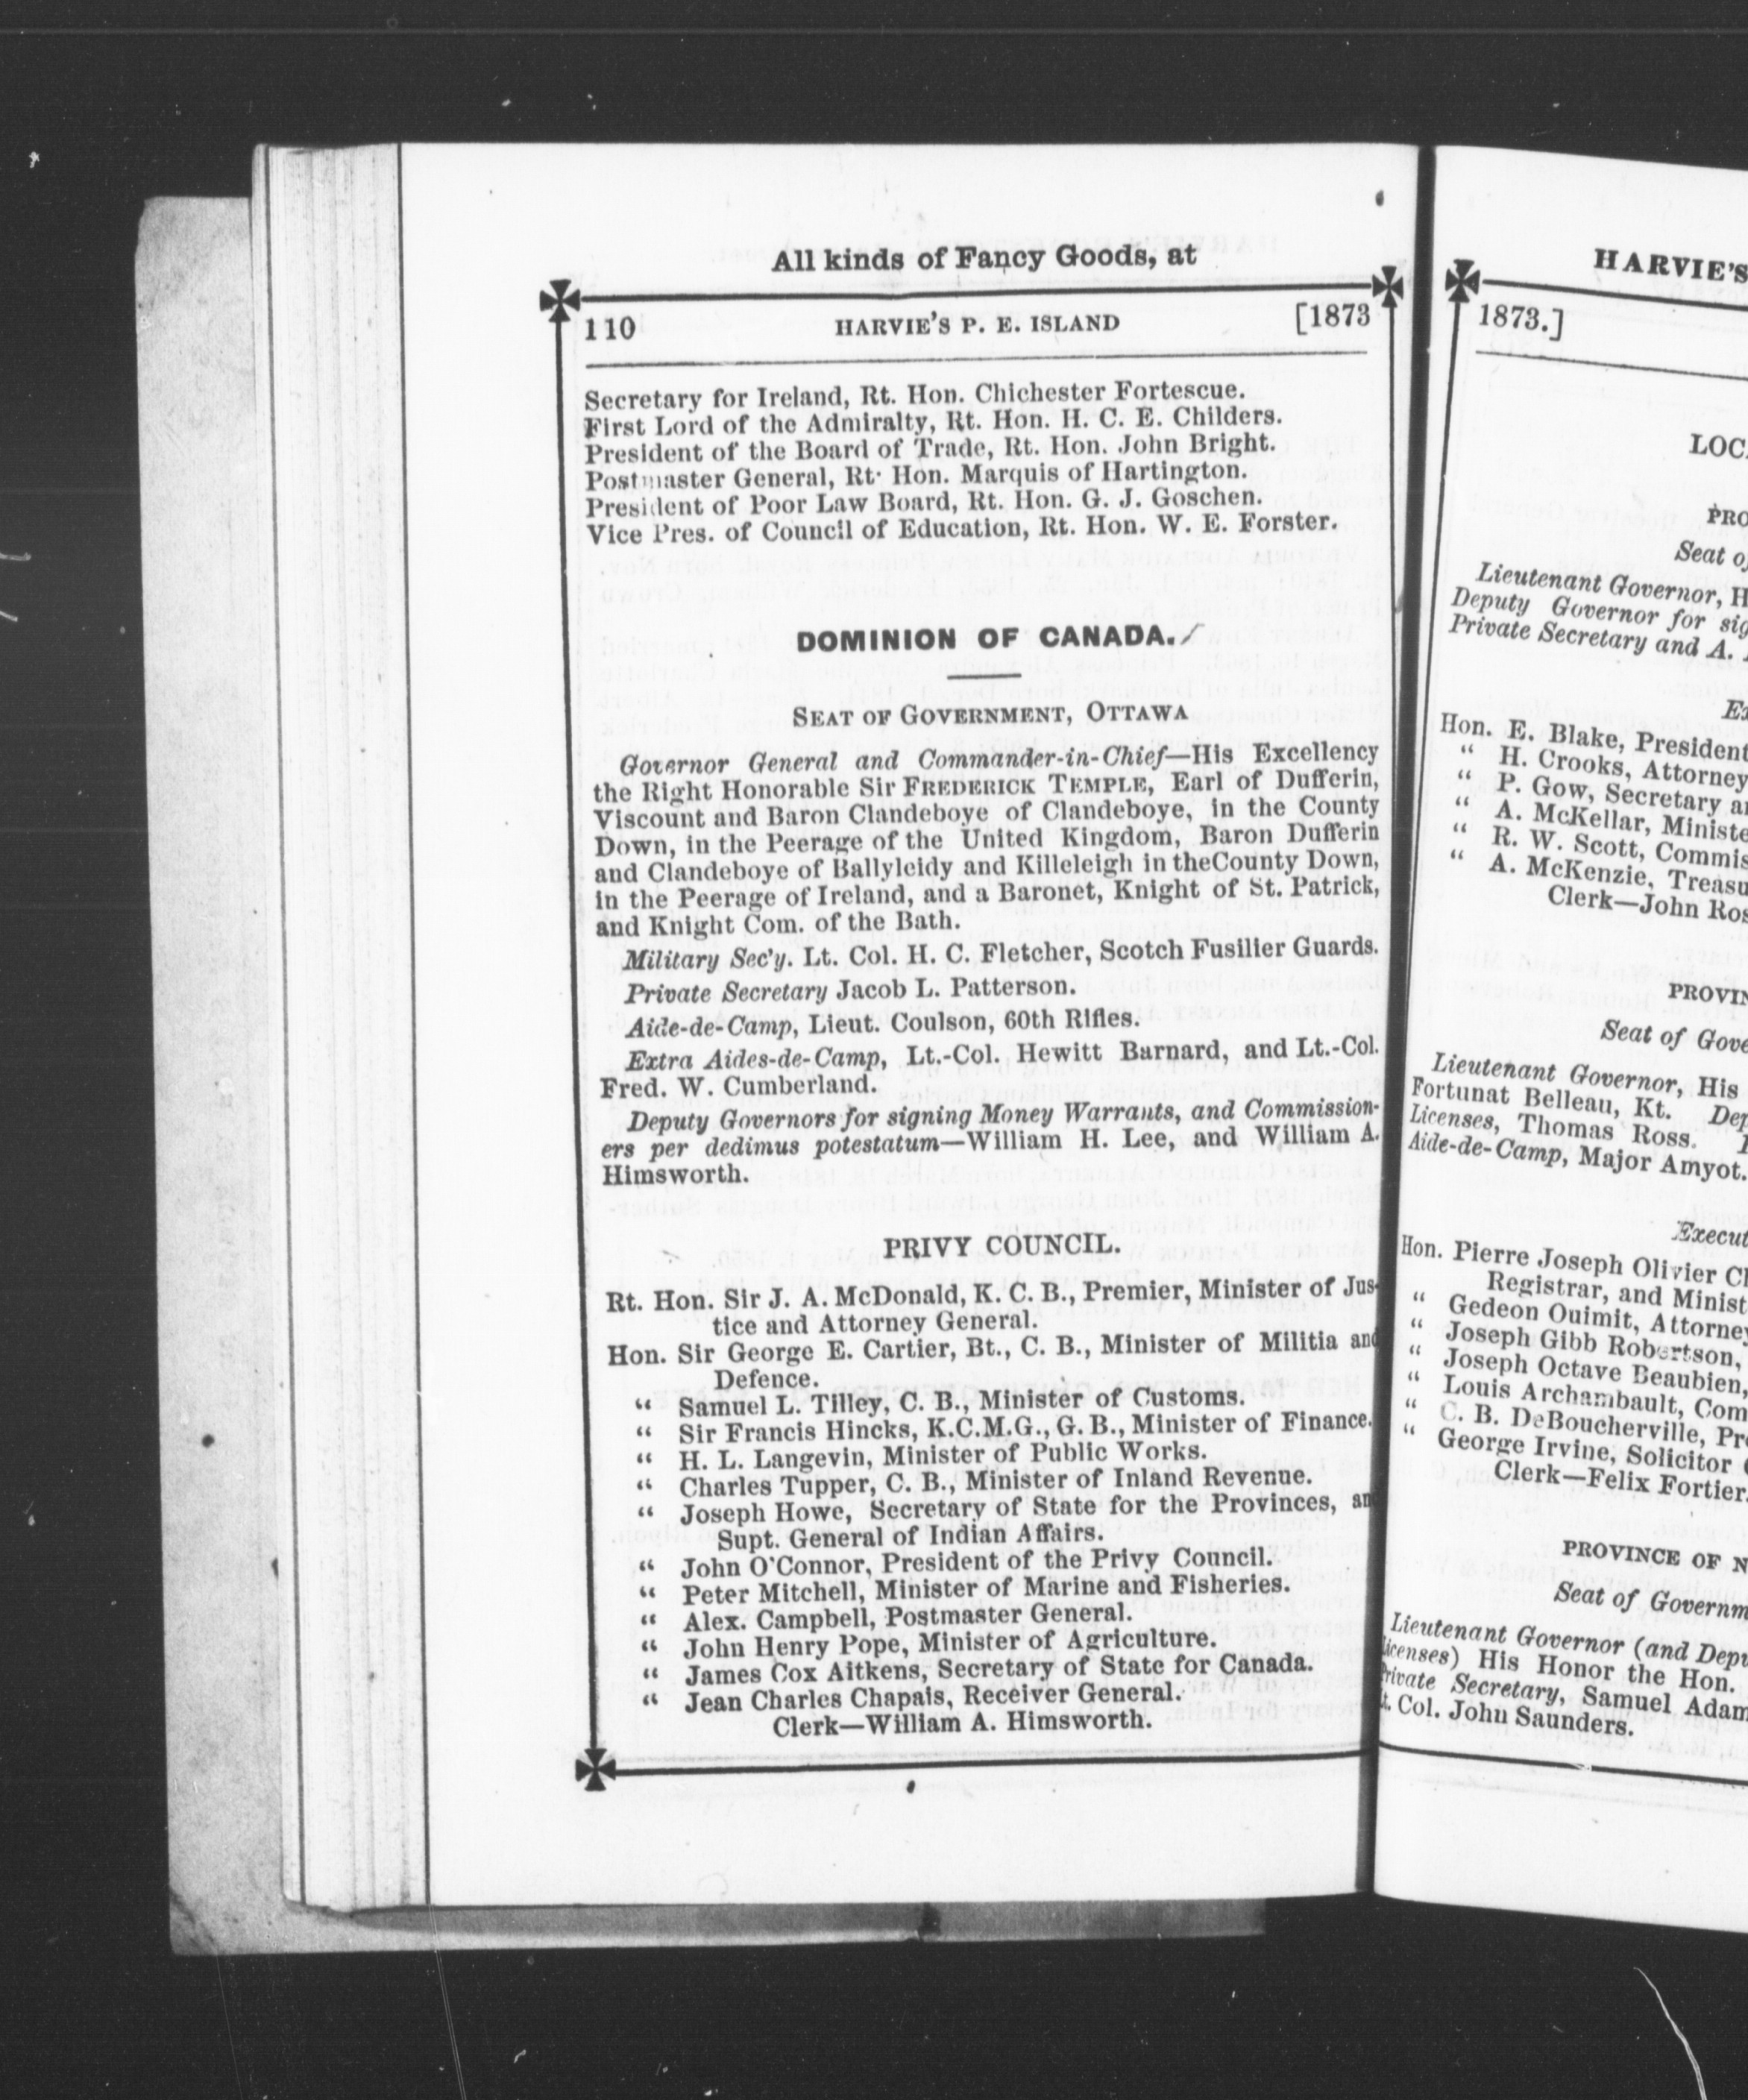 All kinds of Fancy Goods, at
110 HARVIE'S P. E. ISLAND [1873
Secretary for Ireland, Rt. Hon. Chichester Fortescue.
First Lord of the Admiralty, Rt. Hon. H. C. E. Childers.
President of the Board of Trade, Rt. Hon. John Bright.
Postmaster General, Rt· Hon. Marquis of Hartington.
President of Poor Law Board, Rt. Hon. G. J. Goschen.
Vice Pres. of Council of Education, Rt. Hon. W. E. Forster.
DOMINION OF CANADA.
SEAT OF GOVERNMENT, OTTAWA
Governor General and Commander-in-Chief—His Excellency
the Right Honorable Sir FREDERICK TEMPLE, Earl of Dufferin,
Viscount and Baron Clandeboye of Clandeboye, in the County
Down, in the Peerage of the United Kingdom, Baron Dufferin
and Clandeboye of Ballyleidy and Killeleigh in theCounty Down,
in the Peerage of Ireland, and a Baronet, Knight of St. Patrick,
and Knight Com. of the Bath.
Military Sec'y. Lt. Col. H. C. Fletcher, Scotch Fusilier Guards.
Private Secretary Jacob L. Patterson.
Aide-de-Camp, Lieut. Coulson, 60th Rifles.
Extra Aides-de-Camp, Lt.-Col. Hewitt Barnard, and Lt.-Col.
Fred. W. Cumberland.
Deputy Governors for signing Money Warrants, and Commission-
ers per dedimus potestatum—William H. Lee, and William A.
Himsworth.
PRIVY COUNCIL.
Rt. Hon. Sir J. A. McDonald, K. C. B., Premier, Minister of Jus-
tice and Attorney General.
Hon. Sir George E. Cartier, Bt., C. B., Minister of Militia and
Defence.
“ Samuel L. Tilley, C. B., Minister of Customs.
“ Sir Francis Hincks, K.C.M.G., G. B., Minister of Finance.
“ H. L. Langevin, Minister of Public Works.
“ Charles Tupper, C. B., Minister of Inland Revenue.
“ Joseph Howe, Secretary of State for the Provinces, an
Supt. General of Indian Affairs.
“ John O'Connor, President of the Privy Council.
“ Peter Mitchell, Minister of Marine and Fisheries.
“ Alex. Campbell, Postmaster General.
“ John Henry Pope, Minister of Agriculture.
“ James Cox Aitkens, Secretary of State for Canada.
“ Jean Charles Chapais, Receiver General.
Clerk—William A. Himsworth.
HARVIE'S
1873.]
LOC
PRO
Seat o
Lieutenant Governor, H
Deputy Governor for sig
Private Secretary and A.
Ex
Hon. E. Blake, President
“ H. Crooks, Attorney
“ P. Gow, Secretary a
“ A. McKellar, Ministe
“ R. W. Scott, Commis
“ A. McKenzie, Treasu
Clerk—John Ros
PROVIN
Seat of Gove
Lieutenant Governor, His
Fortunat Belleau, Kt. Dep
Licenses, Thomas Ross.
Aide-de-Camp, Major Amyot.
Execut
Hon. Pierre Joseph Olivier Ch
Registrar, and Minist
“ Gedeon Ouimit, Attorney
“ Joseph Gibb Robertson,
“ Joseph Octave Beaubien,
“ Louis Archambault, Com
“ C. B. DeBoucherville, Pr
“ George Irvine, Solicitor
Clerk—Felix Fortier.
PROVINCE OF N
Seat of Governm
Lieutenant Governor (and Depu
icenses) His Honor the Hon.
Private Secretary, Samuel Adam
t. Col. John Saunders.